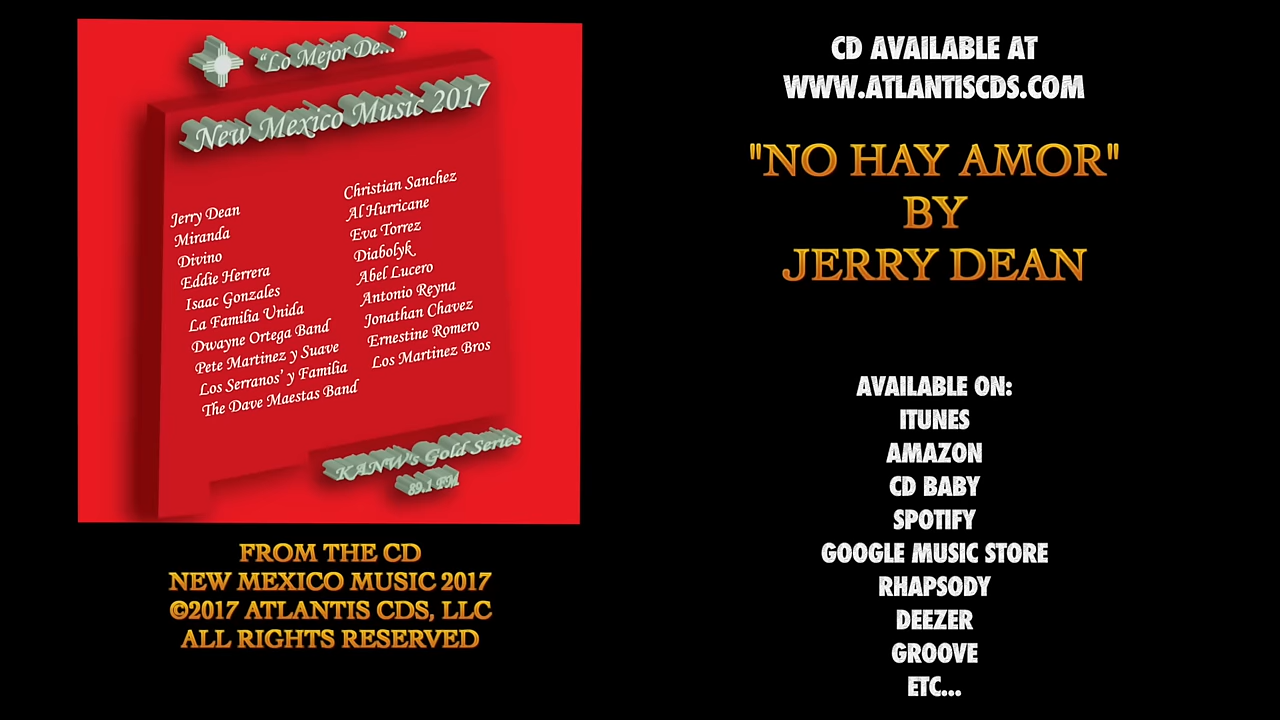 "Lo Mejor De..."
New Mexico Music 2017
Jerry Dean
Miranda
Divino
Eddie Herrera
Isaac Gonzales
La Familia Unida
Dwayne Ortega Band
Pete Martinez y Suave
Los Serranos' y Familia
The Dave Maestas Band
Christian Sanchez
Al Hurricane
Eva Torrez
Diabolyk
Abel Lucero
Antonio Reyna
Jonathan Chavez
Ernestine Romero
Los Martinez Bros
KANW's Gold Series
89.1 FM
FROM THE CD
NEW MEXICO MUSIC 2017
©2017 ATLANTIS CDS, LLC
ALL RIGHTS RESERVED
CD AVAILABLE AT
WWW.ATLANTISCDS.COM
"NO HAY AMOR"
BY
JERRY DEAN
AVAILABLE ON:
ITUNES
AMAZON
CD BABY
SPOTIFY
GOOGLE MUSIC STORE
RHAPSODY
DEEZER
GROOVE
ETC...